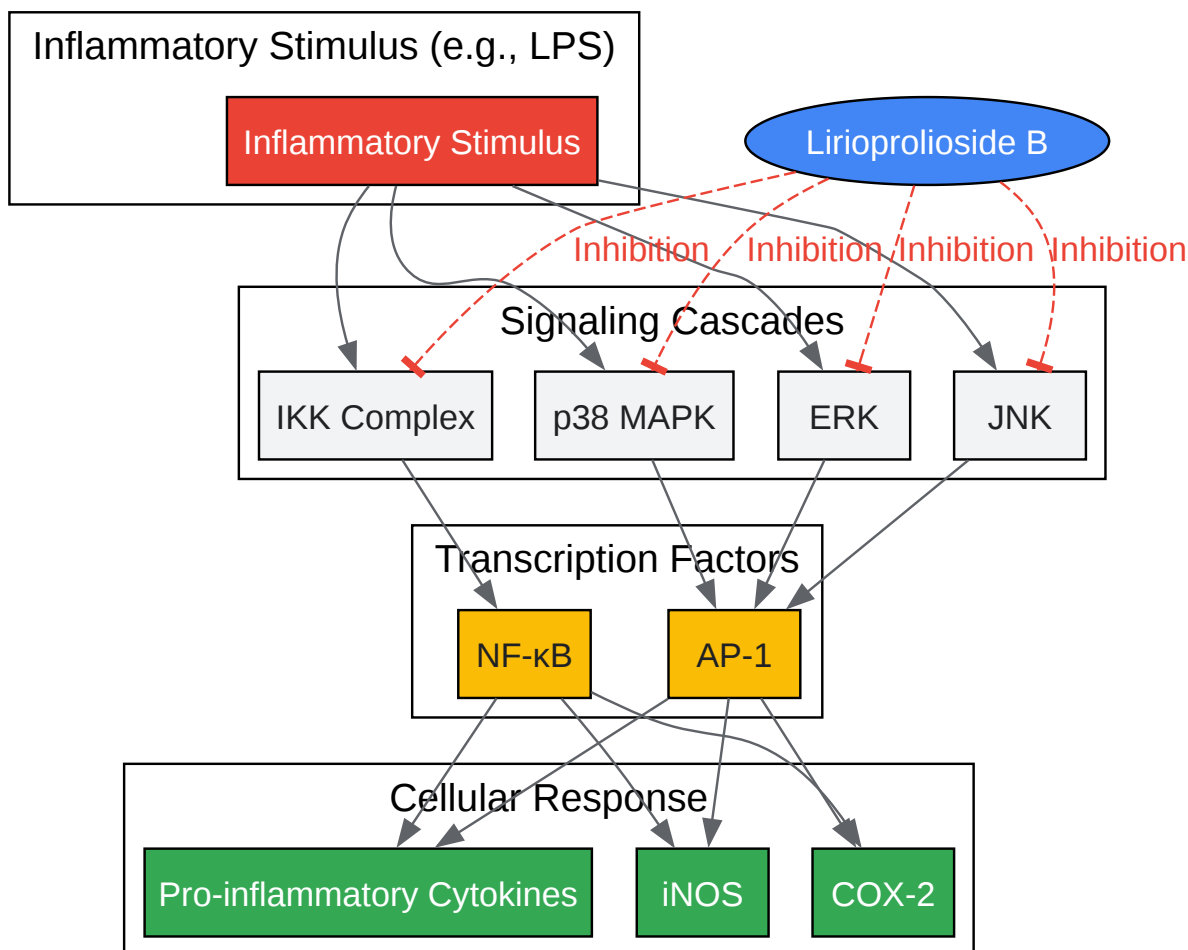 Inflammatory Stimulus (e.g., LPS)
Inflammatory Stimulus
Lirioprolioside B
Inhibition
Inhibition
Inhibition
Inhibition
Signaling Cascades
IKK Complex
p38 MAPK
ERK
JNK
Transcription Factors
NF-κB
AP-1
Cellular Response
Pro-inflammatory Cytokines
iNOS
COX-2